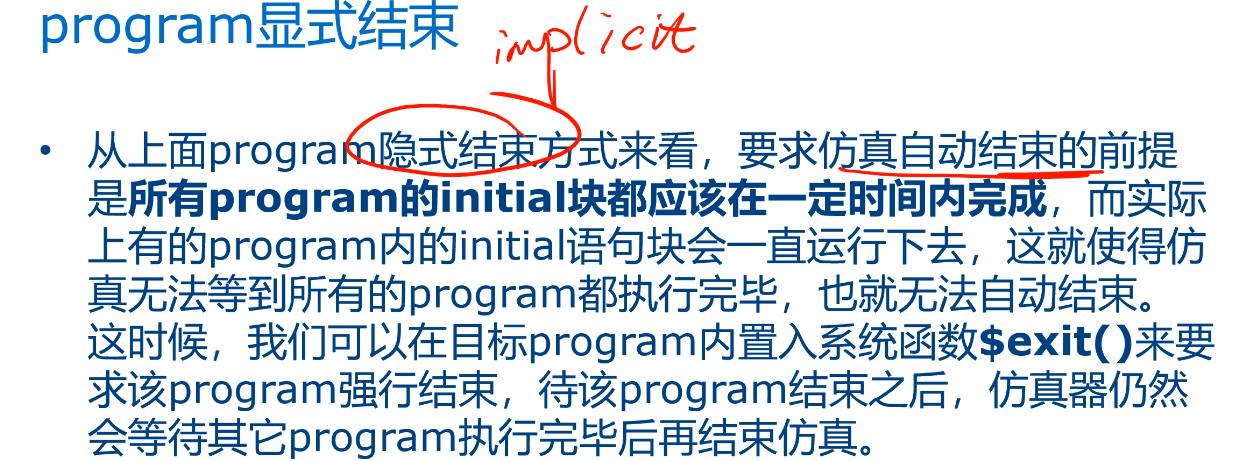 program显式结束
implicit
• 从上面program隐式结束方式来看，要求仿真自动结束的前提
是所有program的initial块都应该在一定时间内完成，而实际
上有的program内的initial语句块会一直运行下去，这就使得仿
真无法等到所有的program都执行完毕，也就无法自动结束。
这时候，我们可以在目标program内置入系统函数$exit()来要
求该program强行结束，待该program结束之后，仿真器仍然
会等待其它program执行完毕后再结束仿真。